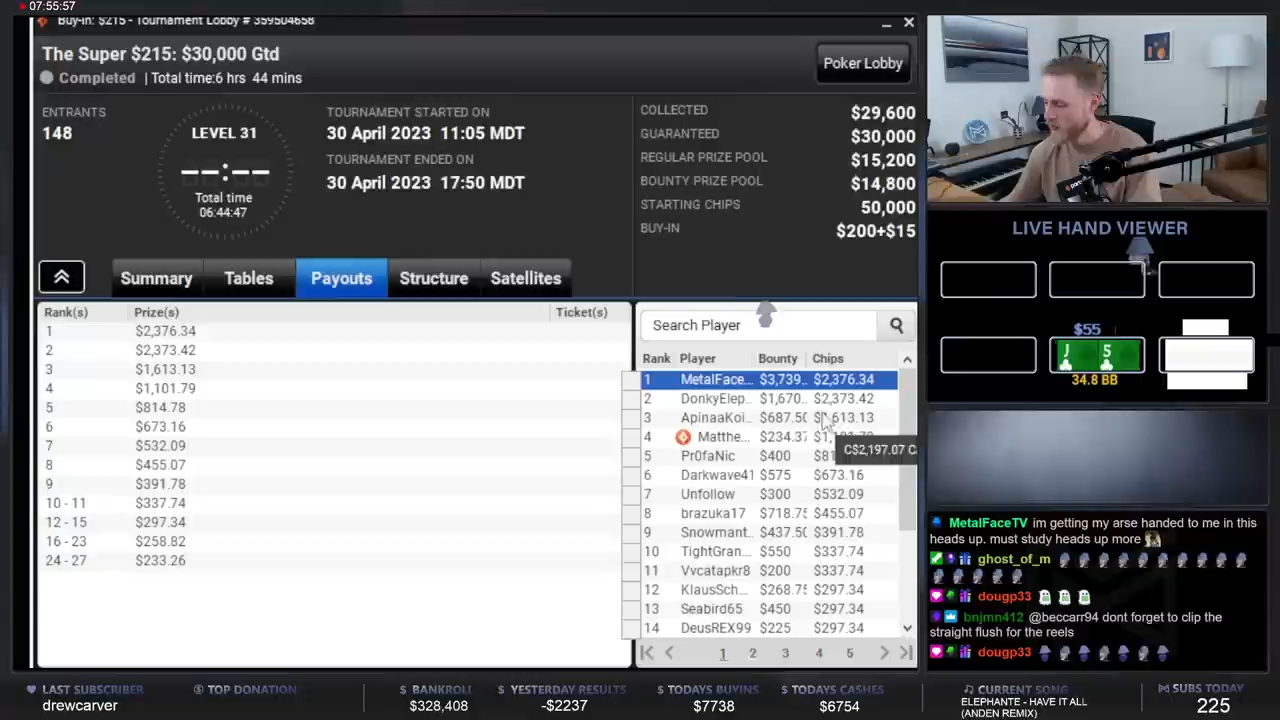 07:55:57
Buy-in: $215 - Tournament Lobby # 359504658
The Super $215: $30,000 Gtd
Completed | Total time:6 hrs 44 mins
Poker Lobby
ENTRANTS
148
LEVEL 31
--:--
Total time
06:44:47
TOURNAMENT STARTED ON
30 April 2023 11:05 MDT
TOURNAMENT ENDED ON
30 April 2023 17:50 MDT
COLLECTED $29,600
GUARANTEED $30,000
REGULAR PRIZE POOL $15,200
BOUNTY PRIZE POOL $14,800
STARTING CHIPS 50,000
BUY-IN $200+$15
Summary Tables Payouts Structure Satellites
Rank(s) Prize(s) Ticket(s)
1 $2,376.34
2 $2,373.42
3 $1,613.13
4 $1,101.79
5 $814.78
6 $673.16
7 $532.09
8 $455.07
9 $391.78
10 - 11 $337.74
12 - 15 $297.34
16 - 23 $258.82
24 - 27 $233.26
Search Player
Rank Player Bounty Chips
1 MetalFace... $3,739.. $2,376.34
2 DonkyElep.. $1,670.. $2,373.42
3 ApinaaKoi.. $687.50 613.13
4 Matthe... $234.37
5 Pr0faNic $400
6 Darkwave41 $575 $673.16
7 Unfollow $300 $532.09
8 brazuka17 $718.75 $455.07
9 Snowmant.. $437.50 $391.78
10 TightGran... $550 $337.74
11 Vvcatapkr8 $200 $337.74
12 KlausSch... $268.75 $297.34
13 Seabird65 $450 $297.34
14 DeusREX99 $225 $297.34
C$2,197.07
1 2 3 4 5
LIVE HAND VIEWER
$55
J 5
34.8 BB
MetalFaceTV im getting my arse handed to me in this
heads up. must study heads up more
ghost_of_m
dougp33
bnjmn412 @beccarr94 dont forget to clip the
straight flush for the reels
dougp33
LAST SUBSCRIBER
drewcarver
TOP DONATION
$ BANKROLL
$328,408
$ YESTERDAY RESULTS
-$2237
$ TODAYS BUYINS
$7738
$ TODAYS CASHES
$6754
CURRENT SONG
ELEPHANTE - HAVE IT ALL
(ANDEN REMIX)
SUBS TODAY
225